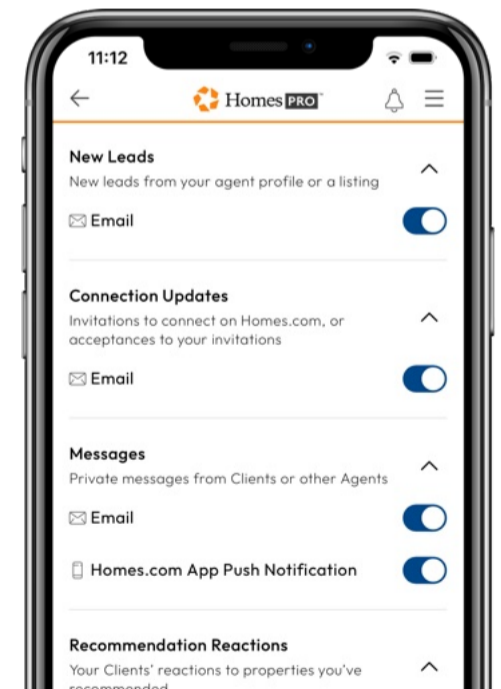 11:12
Homes PRO™
New Leads
New leads from your agent profile or a listing
Email
Connection Updates
Invitations to connect on Homes.com, or
acceptances to your invitations
Email
Messages
Private messages from Clients or other Agents
Email
Homes.com App Push Notification
Recommendation Reactions
Your Clients' reactions to properties you've
recommended